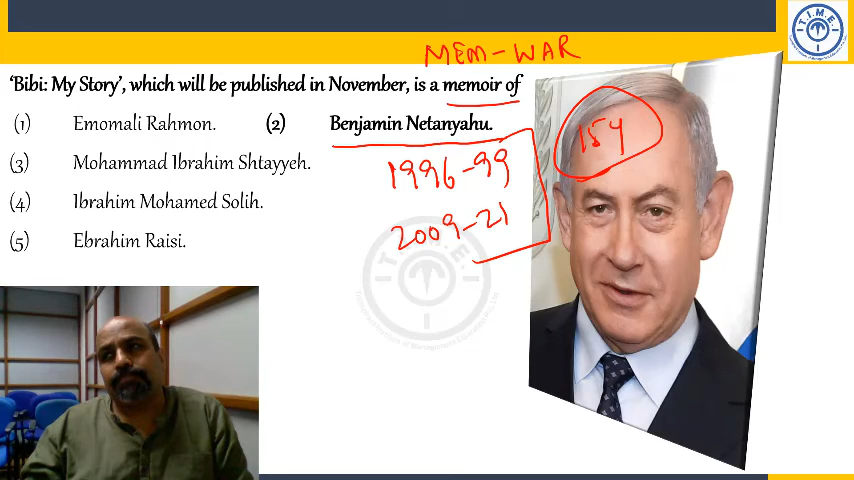 T.I.M.E.
MEM-WAR
'Bibi: My Story', which will be published in November, is a memoir of
(1) Emomali Rahmon. (2) Benjamin Netanyahu.
154
(3) Mohammad Ibrahim Shtayyeh.
1996-99
(4) Ibrahim Mohamed Solih.
2009-21
(5) Ebrahim Raisi.
T.I.M.E.